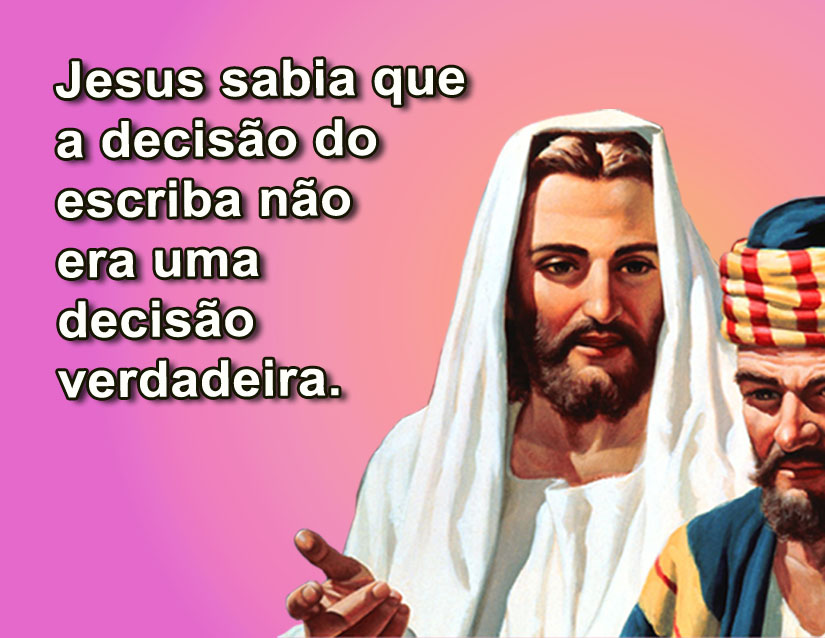 Jesus sabia que
a decisão do
escriba não
era uma
decisão
verdadeira.